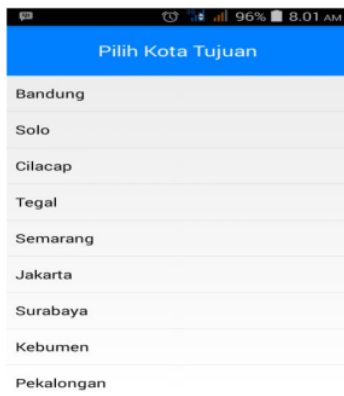 96% 8.01 AM
Pilih Kota Tujuan
Bandung
Solo
Cilacap
Tegal
Semarang
Jakarta
Surabaya
Kebumen
Pekalongan